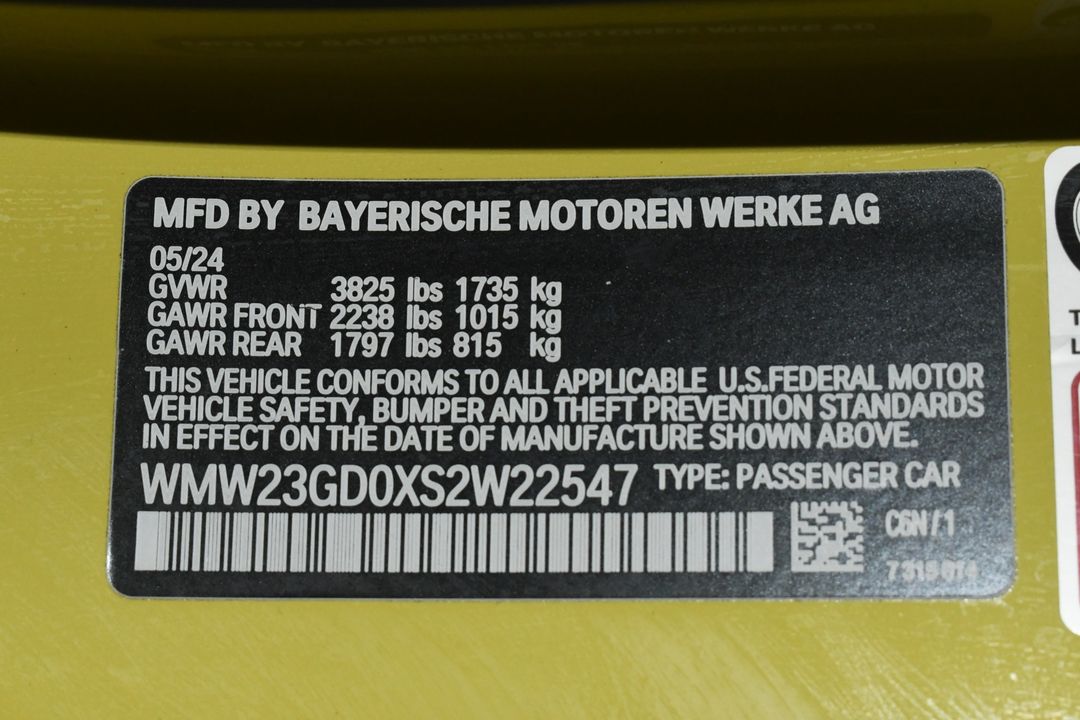 MFD BY BAYERISCHE MOTOREN WERKE AG
05/24
GVWR 3825 lbs 1735 kg
GAWR FRONT 2238 lbs 1015 kg
GAWR REAR 1797 lbs 815 kg
THIS VEHICLE CONFORMS TO ALL APPLICABLE U.S.FEDERAL MOTOR
VEHICLE SAFETY, BUMPER AND THEFT PREVENTION STANDARDS
IN EFFECT ON THE DATE OF MANUFACTURE SHOWN ABOVE.
WMW23GD0XS2W22547 TYPE: PASSENGER CAR
C6N/1